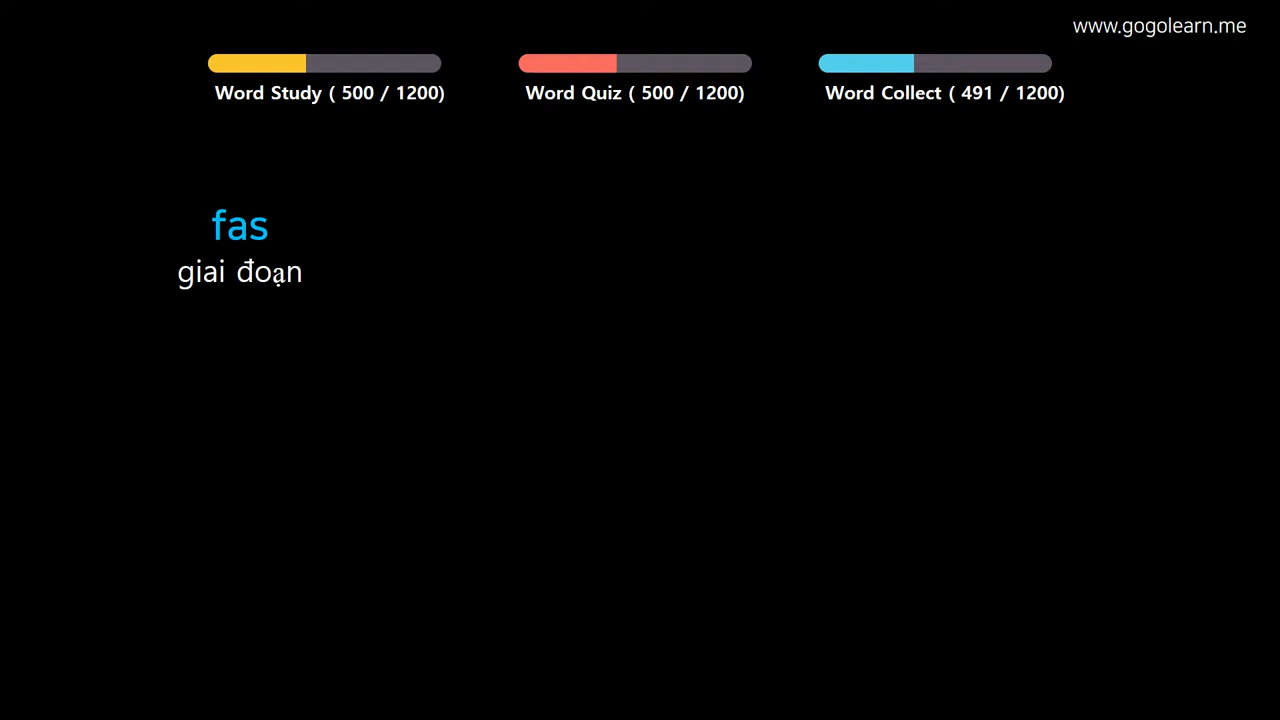 www.gogolearn.me
Word Study ( 500 / 1200)
Word Quiz ( 500 / 1200)
Word Collect ( 491 / 1200)
fas
giai đoạn